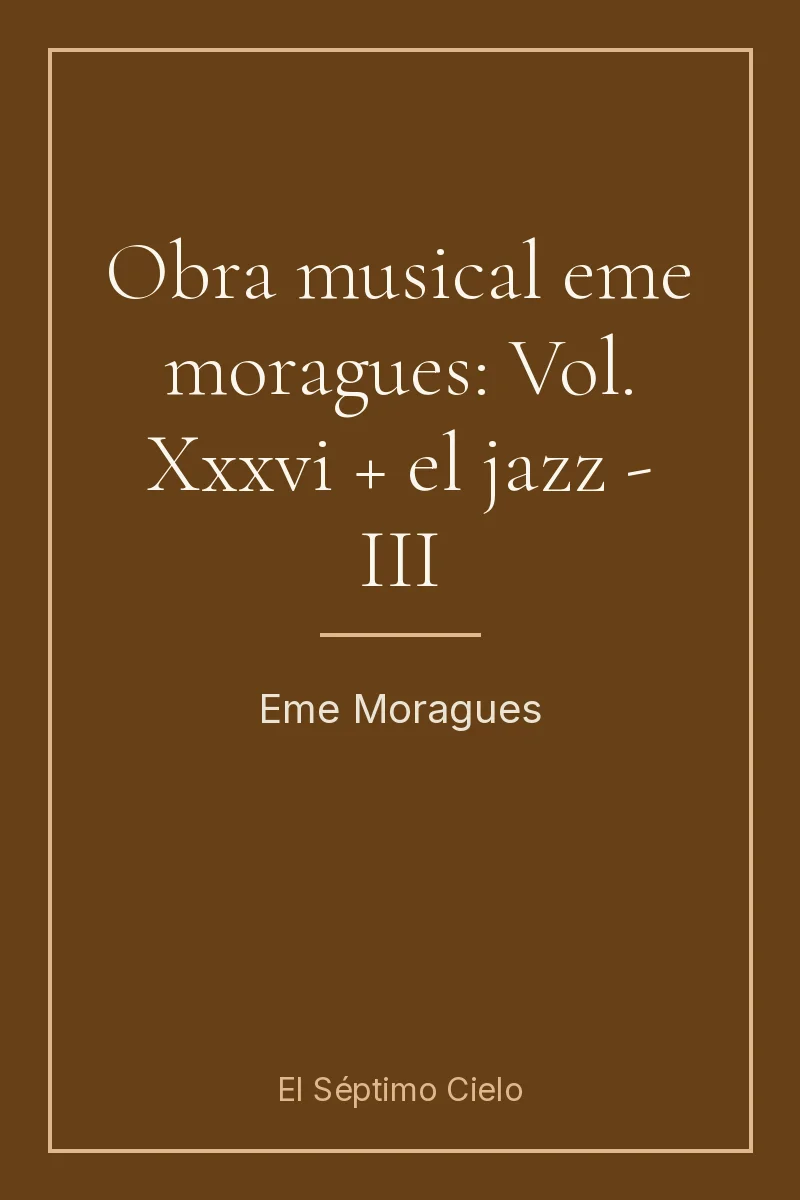 Obra musical eme
moragues: Vol.
Xxxvi + el jazz -
III
Eme Moragues
El Séptimo Cielo